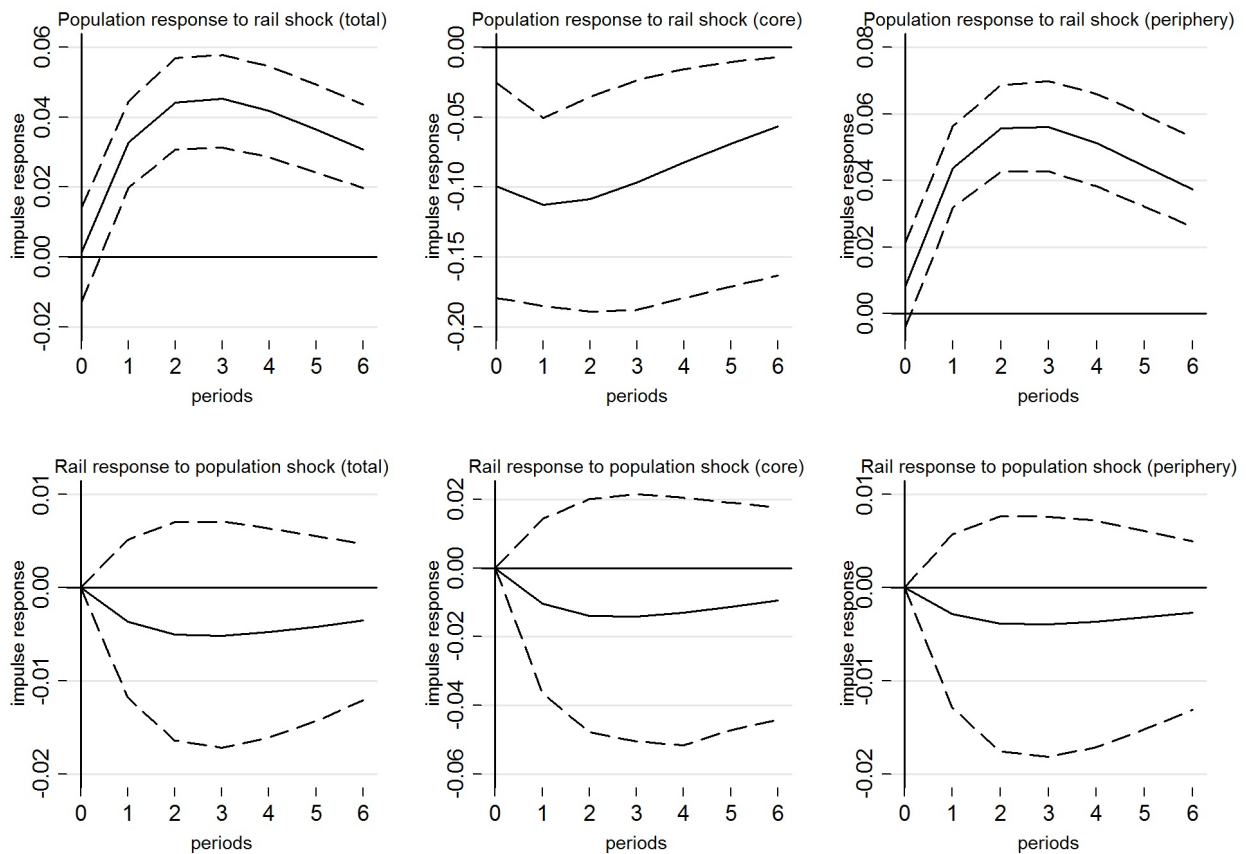 Population response to rail shock (total)
impulse response
0.06
0.04
0.02
0.00
-0.02
0 1 2 3 4 5 6
periods
Population response to rail shock (core)
impulse response
0.00
-0.05
-0.10
-0.15
-0.20
0 1 2 3 4 5 6
periods
Population response to rail shock (periphery)
impulse response
0.08
0.06
0.04
0.02
0.00
0 1 2 3 4 5 6
periods
Rail response to population shock (total)
impulse response
0.01
0.00
-0.01
-0.02
0 1 2 3 4 5 6
periods
Rail response to population shock (core)
impulse response
0.02
0.00
-0.02
-0.04
-0.06
0 1 2 3 4 5 6
periods
Rail response to population shock (periphery)
impulse response
0.01
0.00
-0.01
-0.02
0 1 2 3 4 5 6
periods